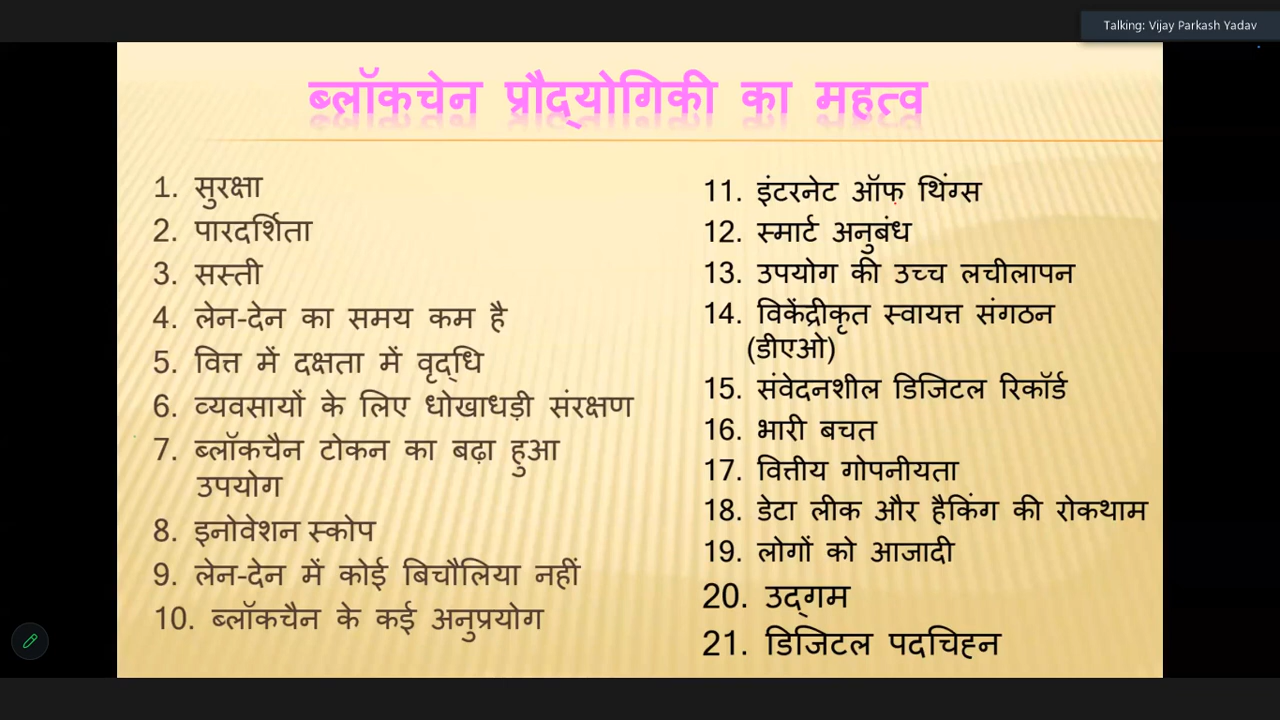 Talking: Vijay Parkash Yadav
ब्लॉकचेन प्रौद्योगिकी का महत्व
1. सुरक्षा
2. पारदर्शिता
3. सस्ती
4. लेन-देन का समय कम है
5. वित्त में दक्षता में वृद्धि
6. व्यवसायों के लिए धोखाधड़ी संरक्षण
7. ब्लॉकचैन टोकन का बढ़ा हुआ
उपयोग
8. इनोवेशन स्कोप
9. लेन-देन में कोई बिचौलिया नहीं
10. ब्लॉकचैन के कई अनुप्रयोग
11. इंटरनेट ऑफ़ थिंग्स
12. स्मार्ट अनुबंध
13. उपयोग की उच्च लचीलापन
14. विकेंद्रीकृत स्वायत्त संगठन
(डीएओ)
15. संवेदनशील डिजिटल रिकॉर्ड
16. भारी बचत
17. वित्तीय गोपनीयता
18. डेटा लीक और हैकिंग की रोकथाम
19. लोगों को आजादी
20. उद्गम
21. डिजिटल पदचिह्न